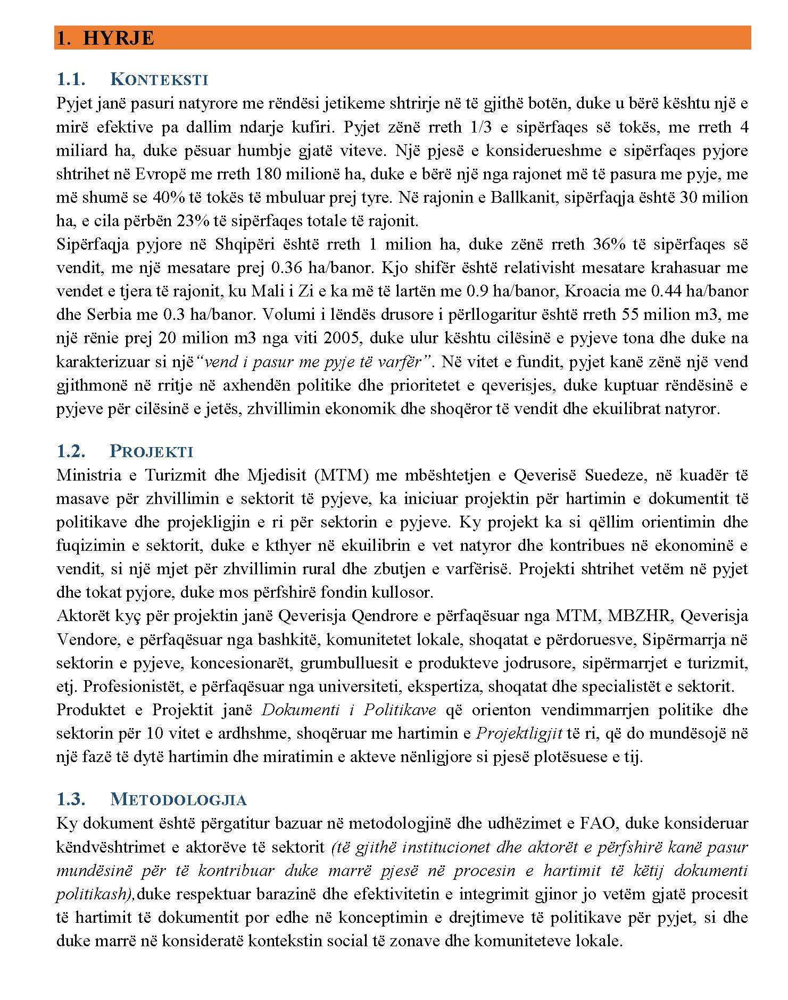 1. HYRJE
1.1. KONTEKSTI
Pyjet janë pasuri natyrore me rëndësi jetikeme shtrirje në të gjithë botën, duke u bërë kështu një e
mirë efektive pa dallim ndarje kufiri. Pyjet zënë rreth 1/3 e sipërfaqes së tokës, me rreth 4
miliard ha, duke pësuar humbje gjatë viteve. Një pjesë e konsiderueshme e sipërfaqes pyjore
shtrihet në Evropë me rreth 180 milionë ha, duke e bërë një nga rajonet më të pasura me pyje, me
më shumë se 40% të tokës të mbuluar prej tyre. Në rajonin e Ballkanit, sipërfaqja është 30 milion
ha, e cila përbën 23% të sipërfaqes totale të rajonit.
Sipërfaqja pyjore në Shqipëri është rreth 1 milion ha, duke zënë rreth 36% të sipërfaqes së
vendit, me një mesatare prej 0.36 ha/banor. Kjo shifër është relativisht mesatare krahasuar me
vendet e tjera të rajonit, ku Mali i Zi e ka më të lartën me 0.9 ha/banor, Kroacia me 0.44 ha/banor
dhe Serbia me 0.3 ha/banor. Volumi i lëndës drusore i përllogaritur është rreth 55 milion m3, me
një rënie prej 20 milion m3 nga viti 2005, duke ulur kështu cilësinë e pyjeve tona dhe duke na
karakterizuar si një“vend i pasur me pyje të varfër”. Në vitet e fundit, pyjet kanë zënë një vend
gjithmonë në rritje në axhendën politike dhe prioritetet e qeverisjes, duke kuptuar rëndësinë e
pyjeve për cilësinë e jetës, zhvillimin ekonomik dhe shoqëror të vendit dhe ekuilibrat natyror.
1.2. PROJEKTI
Ministria e Turizmit dhe Mjedisit (MTM) me mbështetjen e Qeverisë Suedeze, në kuadër të
masave për zhvillimin e sektorit të pyjeve, ka iniciuar projektin për hartimin e dokumentit të
politikave dhe projekligjin e ri për sektorin e pyjeve. Ky projekt ka si qëllim orientimin dhe
fuqizimin e sektorit, duke e kthyer në ekuilibrin e vet natyror dhe kontribues në ekonominë e
vendit, si një mjet për zhvillimin rural dhe zbutjen e varfërisë. Projekti shtrihet vetëm në pyjet
dhe tokat pyjore, duke mos përfshirë fondin kullosor.
Aktorët kyç për projektin janë Qeverisja Qendrore e përfaqësuar nga MTM, MBZHR, Qeverisja
Vendore, e përfaqësuar nga bashkitë, komunitetet lokale, shoqatat e përdoruesve, Sipërmarrja në
sektorin e pyjeve, koncesionarët, grumbulluesit e produkteve jodrusore, sipërmarrjet e turizmit,
etj. Profesionistët, e përfaqësuar nga universiteti, ekspertiza, shoqatat dhe specialistët e sektorit.
Produktet e Projektit janë Dokumenti i Politikave që orienton vendimmarrjen politike dhe
sektorin për 10 vitet e ardhshme, shoqëruar me hartimin e Projektligjit të ri, që do mundësojë në
një fazë të dytë hartimin dhe miratimin e akteve nënligjore si pjesë plotësuese e tij.
1.3. METODOLOGJIA
Ky dokument është përgatitur bazuar në metodologjinë dhe udhëzimet e FAO, duke konsideruar
këndvështrimet e aktorëve të sektorit (të gjithë institucionet dhe aktorët e përfshirë kanë pasur
mundësinë për të kontribuar duke marrë pjesë në procesin e hartimit të këtij dokumenti
politikash),duke respektuar barazinë dhe efektivitetin e integrimit gjinor jo vetëm gjatë procesit
të hartimit të dokumentit por edhe në konceptimin e drejtimeve të politikave për pyjet, si dhe
duke marrë në konsideratë kontekstin social të zonave dhe komuniteteve lokale.